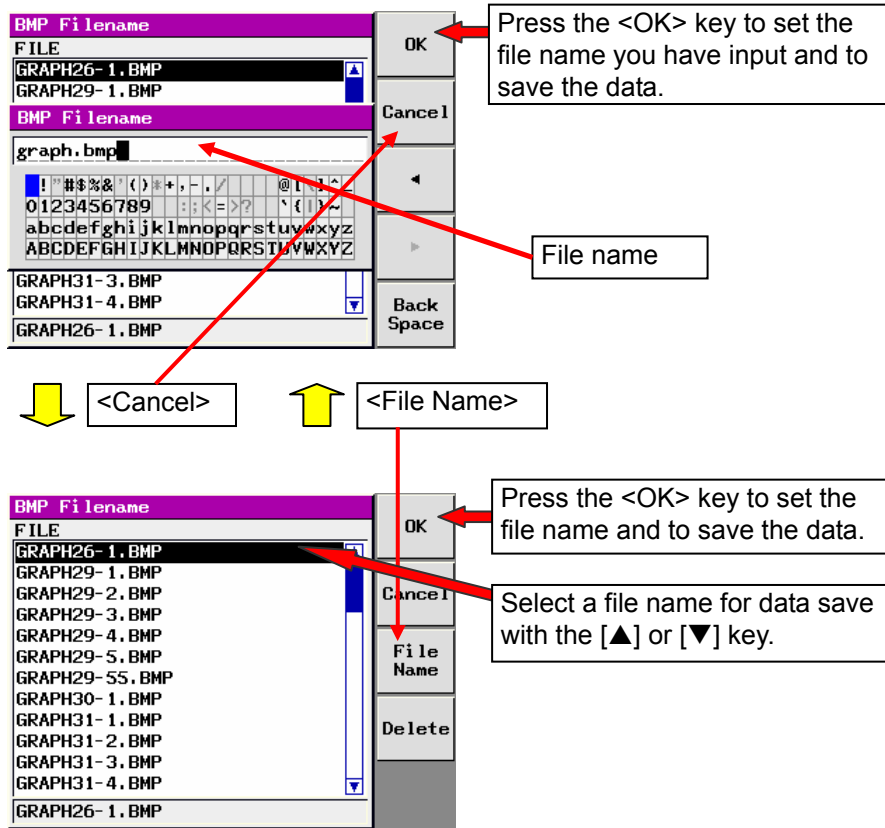 BMP Filename
FILE
GRAPH26-1.BMP
GRAPH29-1.BMP
BMP Filename
graph.bmp
!"#$%&'()*+,-./ @[\]^_
0123456789 :;<=>? `{|}~
abcdefghijklmnopqrstuvwxyz
ABCDEFGHIJKLMNOPQRSTUVWXYZ
GRAPH31-3.BMP
GRAPH31-4.BMP
GRAPH26-1.BMP
OK
Cancel
◄
►
Back
Space
Press the <OK> key to set the
file name you have input and to
save the data.
File name
<Cancel>
<File Name>
BMP Filename
FILE
GRAPH26-1.BMP
GRAPH29-1.BMP
GRAPH29-2.BMP
GRAPH29-3.BMP
GRAPH29-4.BMP
GRAPH29-5.BMP
GRAPH29-55.BMP
GRAPH30-1.BMP
GRAPH31-1.BMP
GRAPH31-2.BMP
GRAPH31-3.BMP
GRAPH31-4.BMP
GRAPH26-1.BMP
OK
Cancel
File
Name
Delete
Press the <OK> key to set the
file name and to save the data.
Select a file name for data save
with the [▲] or [▼] key.